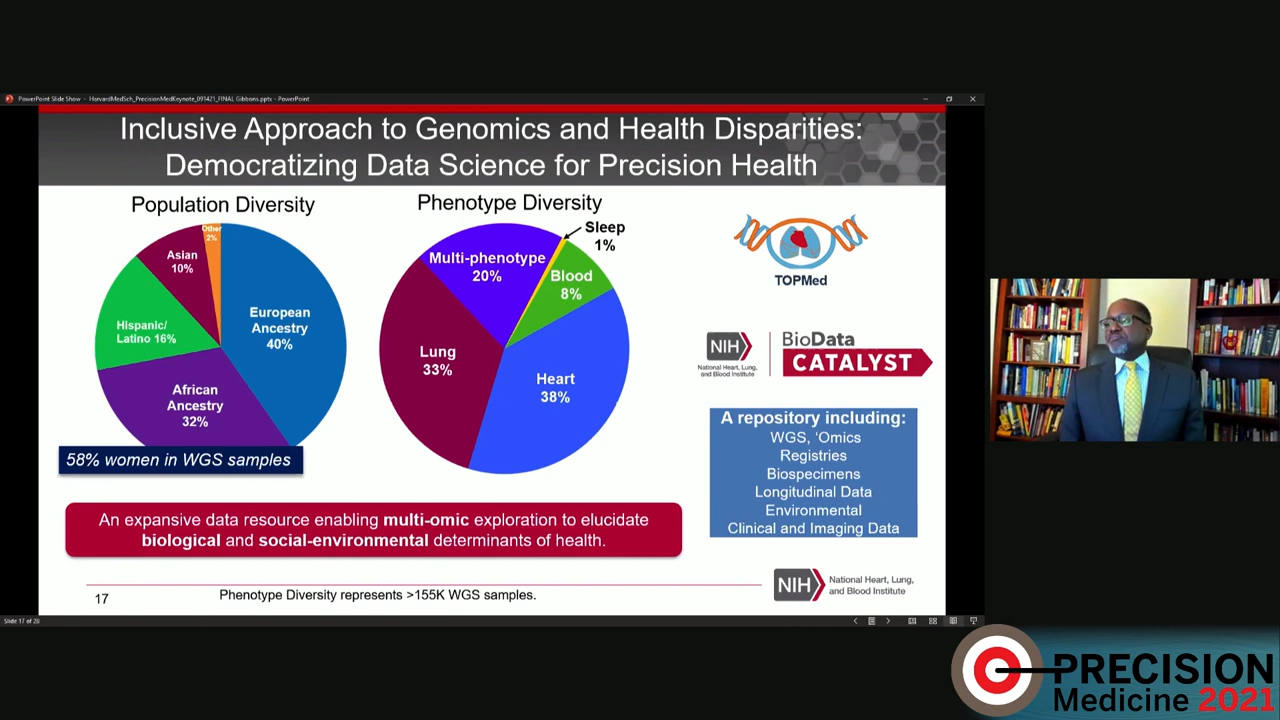 PowerPoint Slide Show - HarvardMedSch_PrecisionMedKeynote_091421_FINAL Gibbons.pptx - PowerPoint
Inclusive Approach to Genomics and Health Disparities:
Democratizing Data Science for Precision Health
Population Diversity
Other
2%
Asian
10%
European
Ancestry
40%
Hispanic/
Latino 16%
African
Ancestry
32%
58% women in WGS samples
Phenotype Diversity
Sleep
1%
Multi-phenotype
20%
Blood
8%
Lung
33%
Heart
38%
TOPMed
NIH
National Heart, Lung,
and Blood Institute
BioData
CATALYST
A repository including:
WGS, ‘Omics
Registries
Biospecimens
Longitudinal Data
Environmental
Clinical and Imaging Data
An expansive data resource enabling multi-omic exploration to elucidate
biological and social-environmental determinants of health.
17
Phenotype Diversity represents >155K WGS samples.
NIH
National Heart, Lung,
and Blood Institute
Slide 17 of 28
PRECISION
Medicine 2021